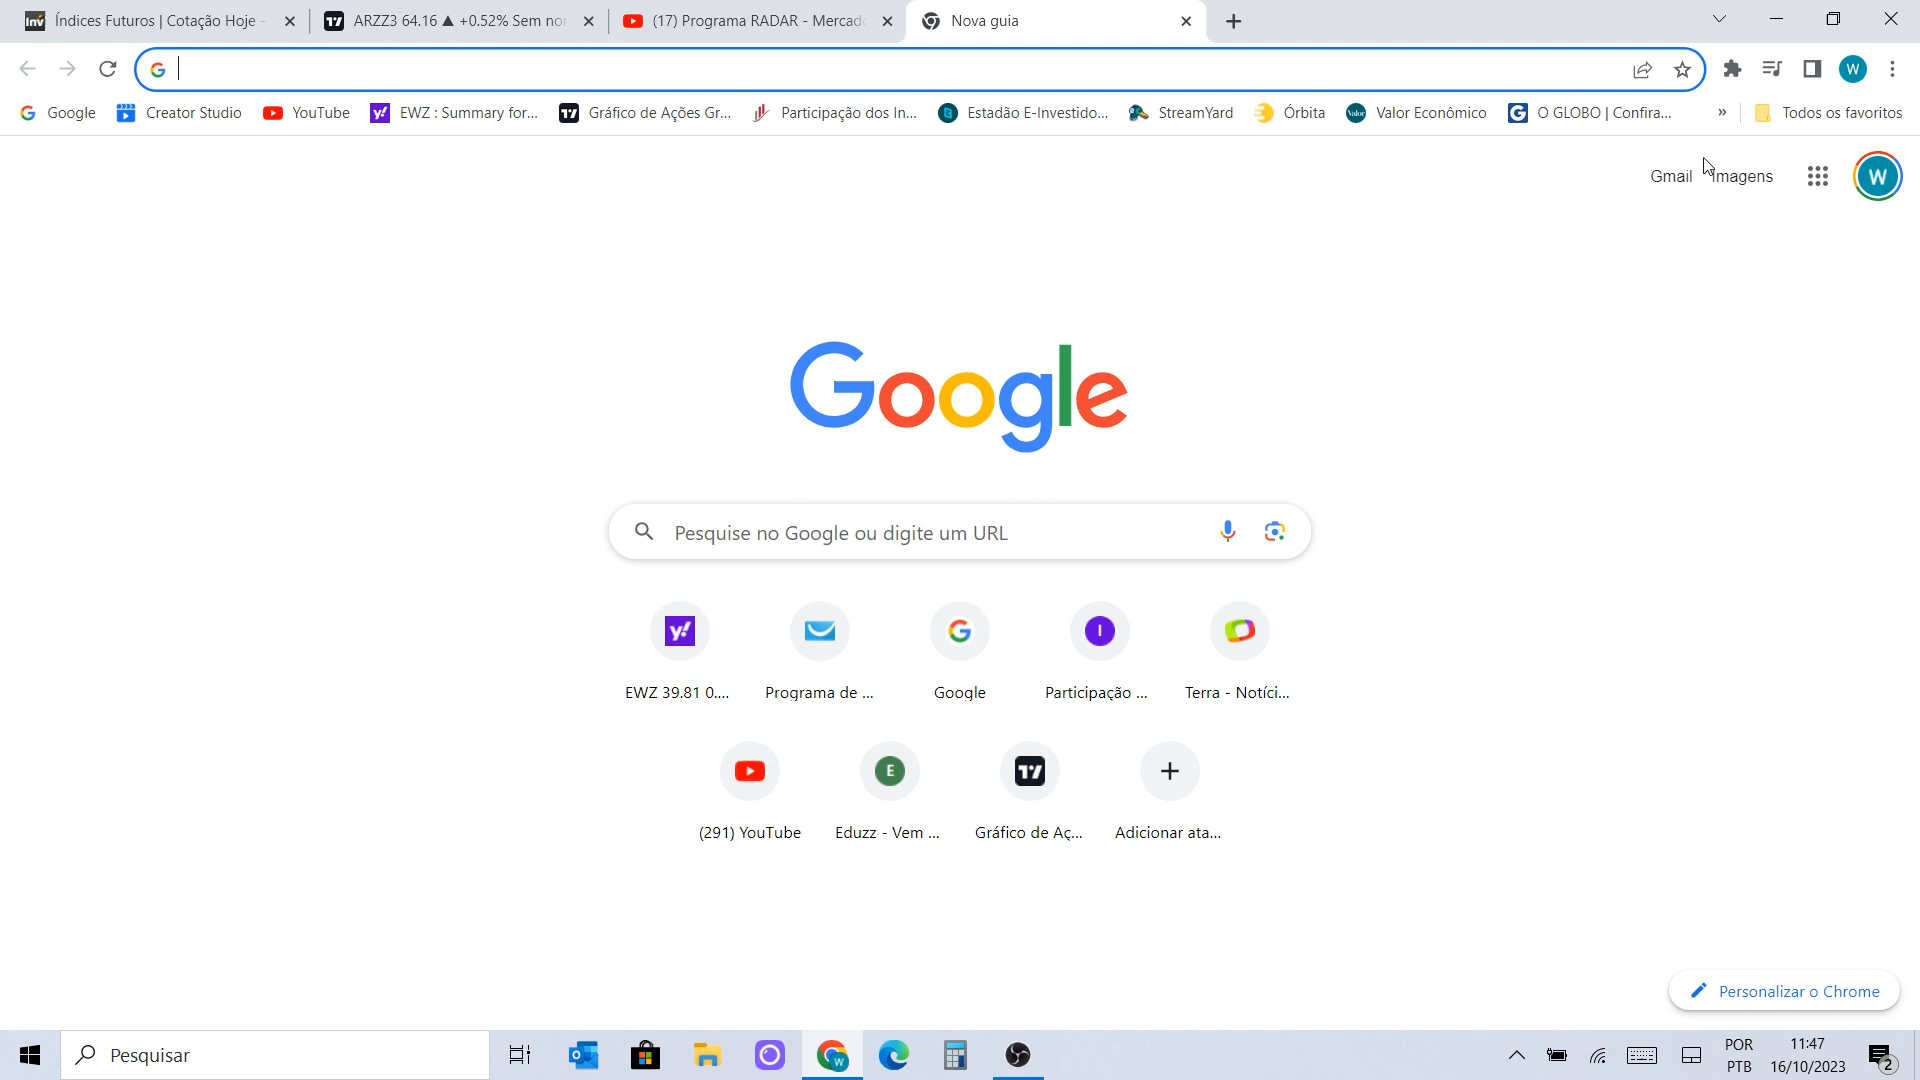 Índices Futuros | Cotação Hoje -
ARZZ3 64.16 ▲ +0.52% Sem no
(17) Programa RADAR - Mercad
Nova guia
W
Google
Creator Studio
YouTube
EWZ : Summary for...
Gráfico de Ações Gr...
Participação dos In...
Estadão E-Investido...
StreamYard
Órbita
Valor Econômico
O GLOBO | Confira...
»
Todos os favoritos
Gmail
Imagens
W
Google
Pesquise no Google ou digite um URL
EWZ 39.81 0....
Programa de ...
Google
Participação ...
Terra - Notíci...
(291) YouTube
Eduzz - Vem ...
Gráfico de Aç...
Adicionar ata...
Personalizar o Chrome
Pesquisar
POR
PTB
11:47
16/10/2023
2